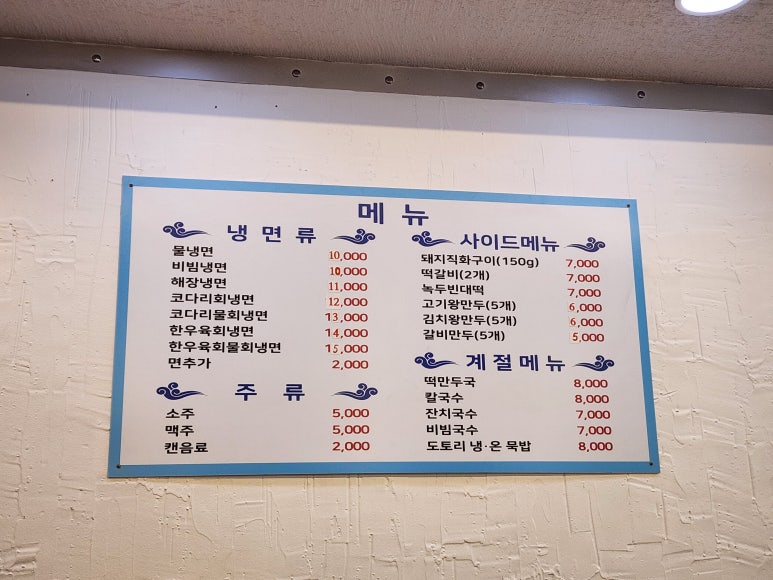 메뉴
냉면류
물냉면 10,000
비빔냉면 10,000
해장냉면 11,000
코다리회냉면 12,000
코다리물회냉면 13,000
한우육회냉면 14,000
한우육회물회냉면 15,000
면추가 2,000
주류
소주 5,000
맥주 5,000
캔음료 2,000
사이드메뉴
돼지직화구이(150g) 7,000
떡갈비(2개) 7,000
녹두빈대떡 7,000
고기왕만두(5개) 6,000
김치왕만두(5개) 6,000
갈비만두(5개) 5,000
계절메뉴
떡만두국 8,000
칼국수 8,000
잔치국수 7,000
비빔국수 7,000
도토리 냉·온 묵밥 8,000